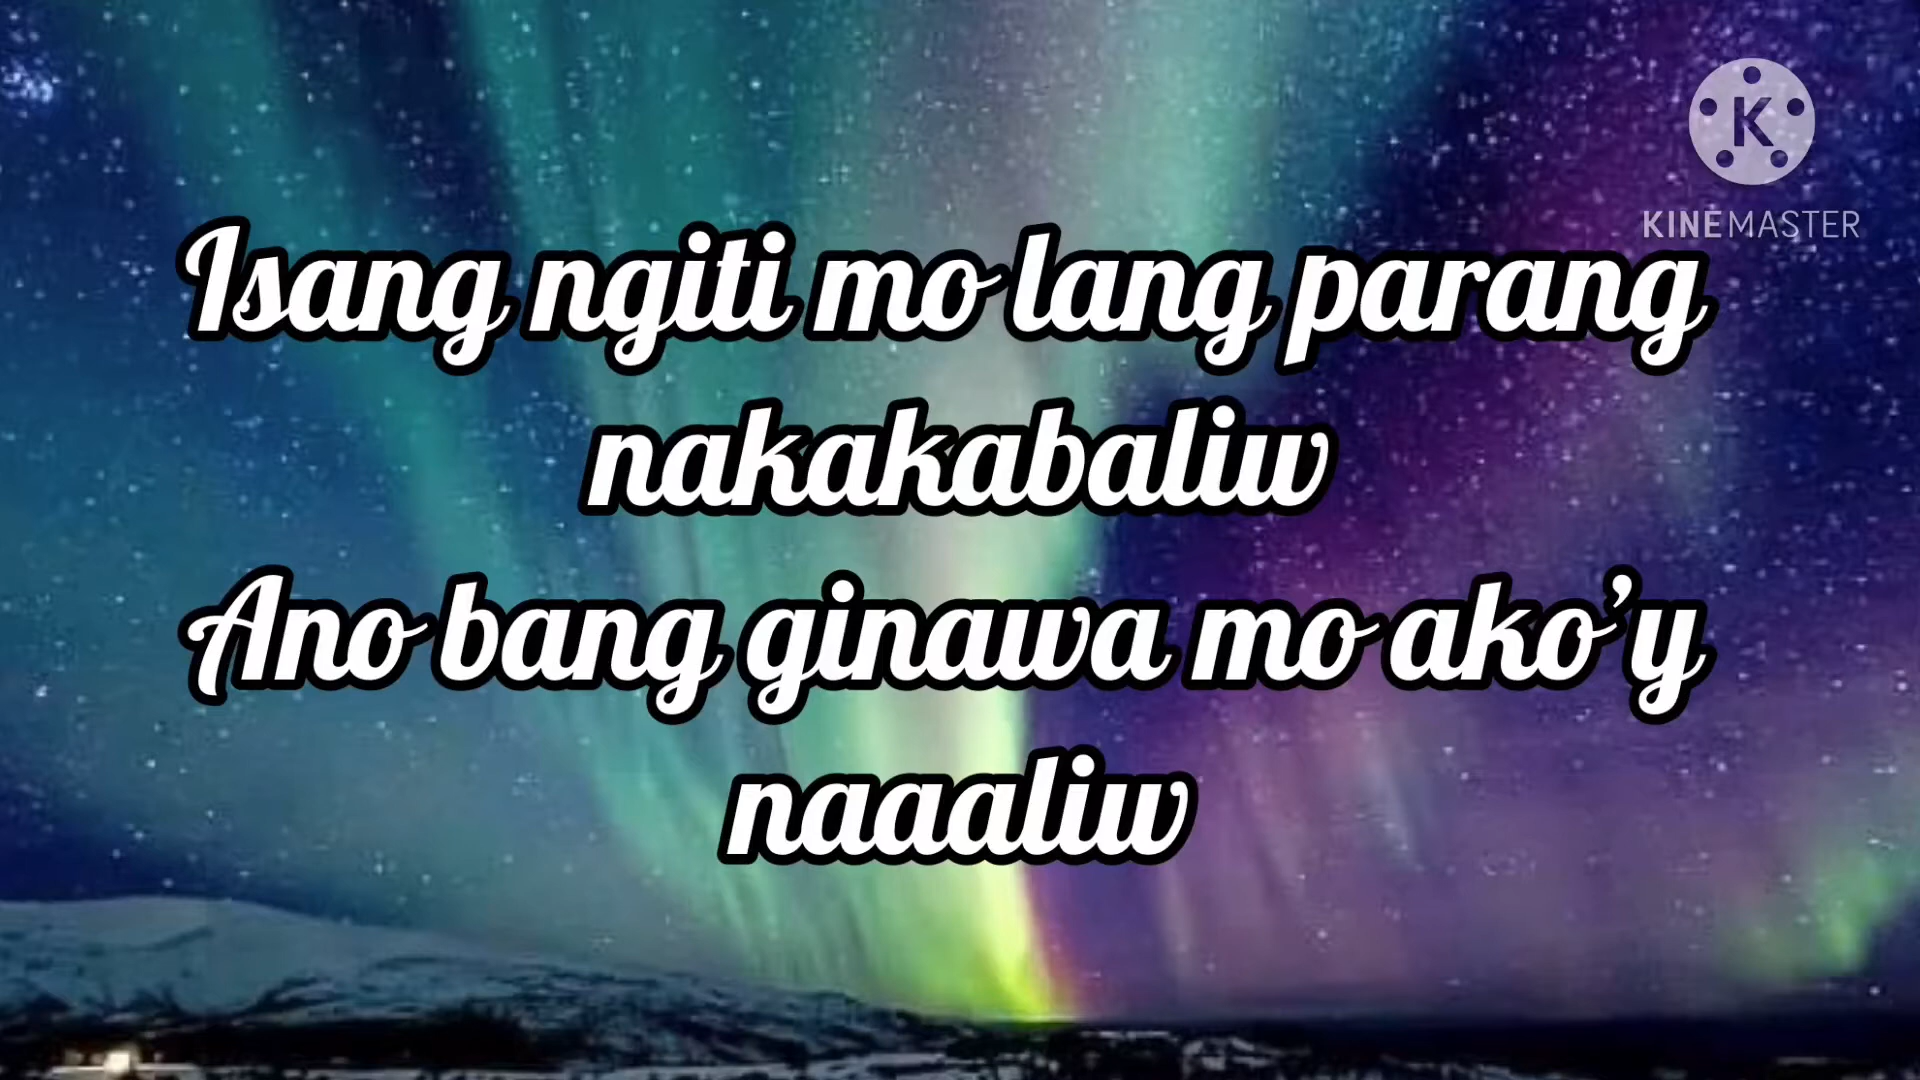 K
KINEMASTER
Isang ngiti mo lang parang
nakakabaliw
Ano bang ginawa mo ako'y
naaaliw